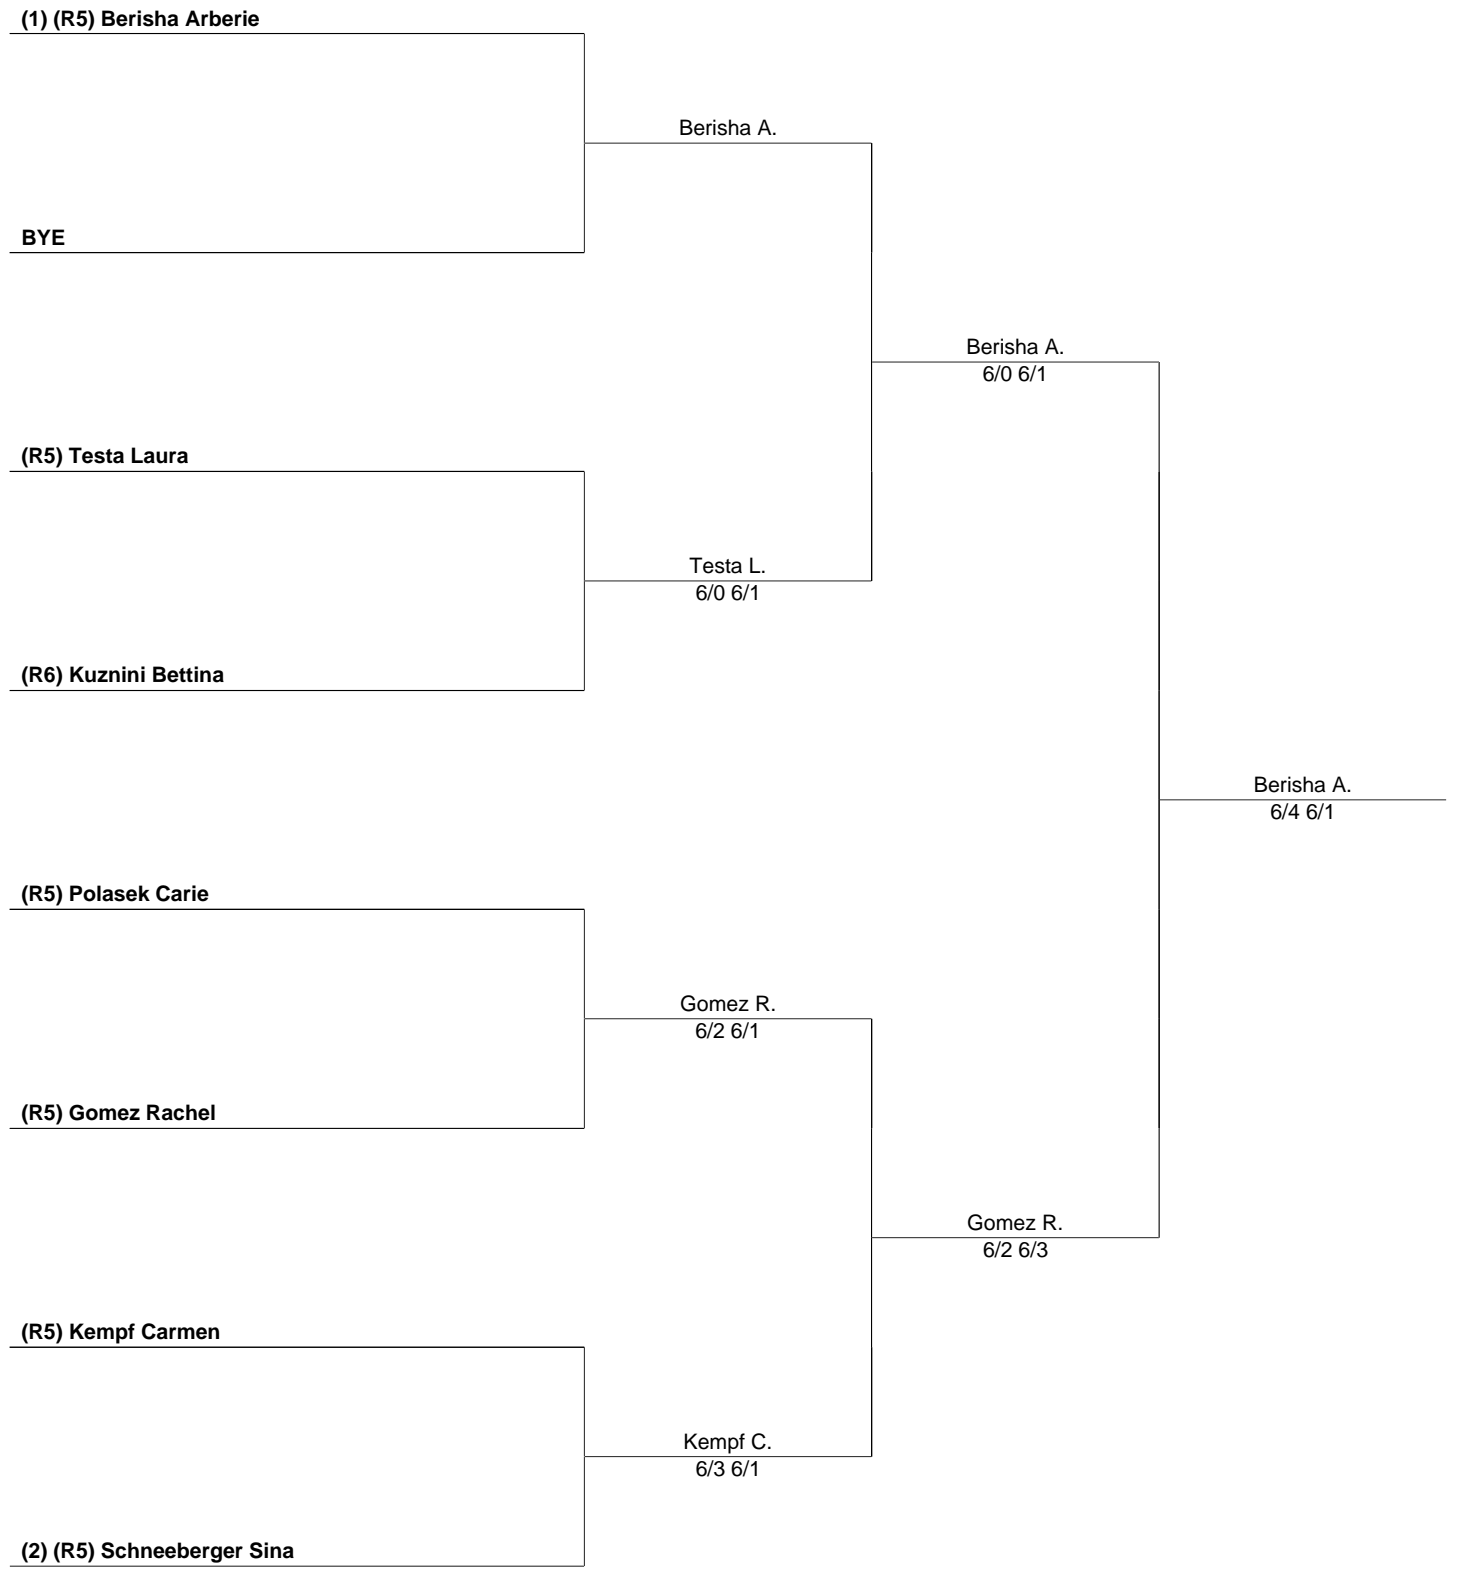 (1) (R5) Berisha Arberie
Berisha A.
BYE
Berisha A.
6/0 6/1
(R5) Testa Laura
Testa L.
6/0 6/1
(R6) Kuznini Bettina
Berisha A.
6/4 6/1
(R5) Polasek Carie
Gomez R.
6/2 6/1
(R5) Gomez Rachel
Gomez R.
6/2 6/3
(R5) Kempf Carmen
Kempf C.
6/3 6/1
(2) (R5) Schneeberger Sina